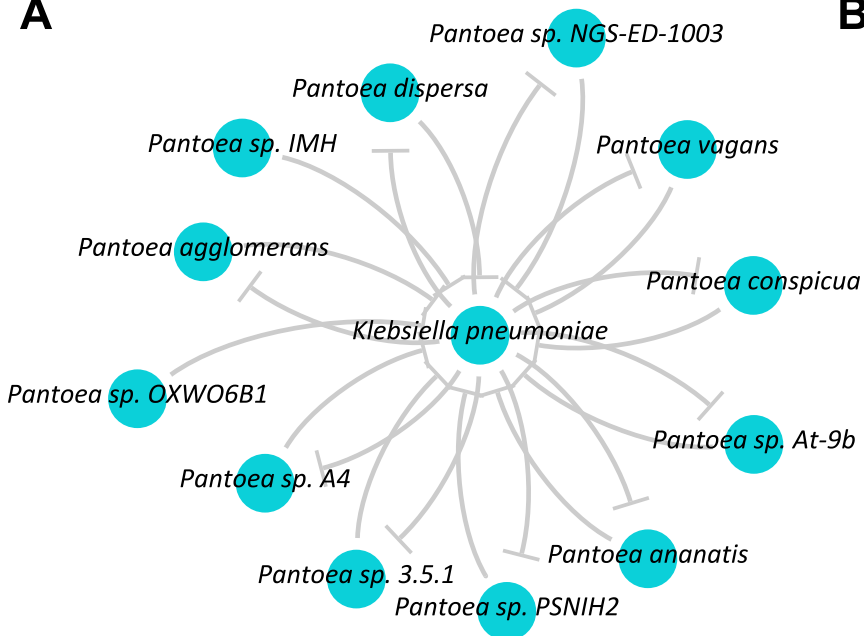 A
B
Pantoea sp. NGS-ED-1003
Pantoea dispersa
Pantoea sp. IMH
Pantoea vagans
Pantoea agglomerans
Pantoea conspicua
Klebsiella pneumoniae
Pantoea sp. OXWO6B1
Pantoea sp. At-9b
Pantoea sp. A4
Pantoea ananatis
Pantoea sp. 3.5.1
Pantoea sp. PSNIH2